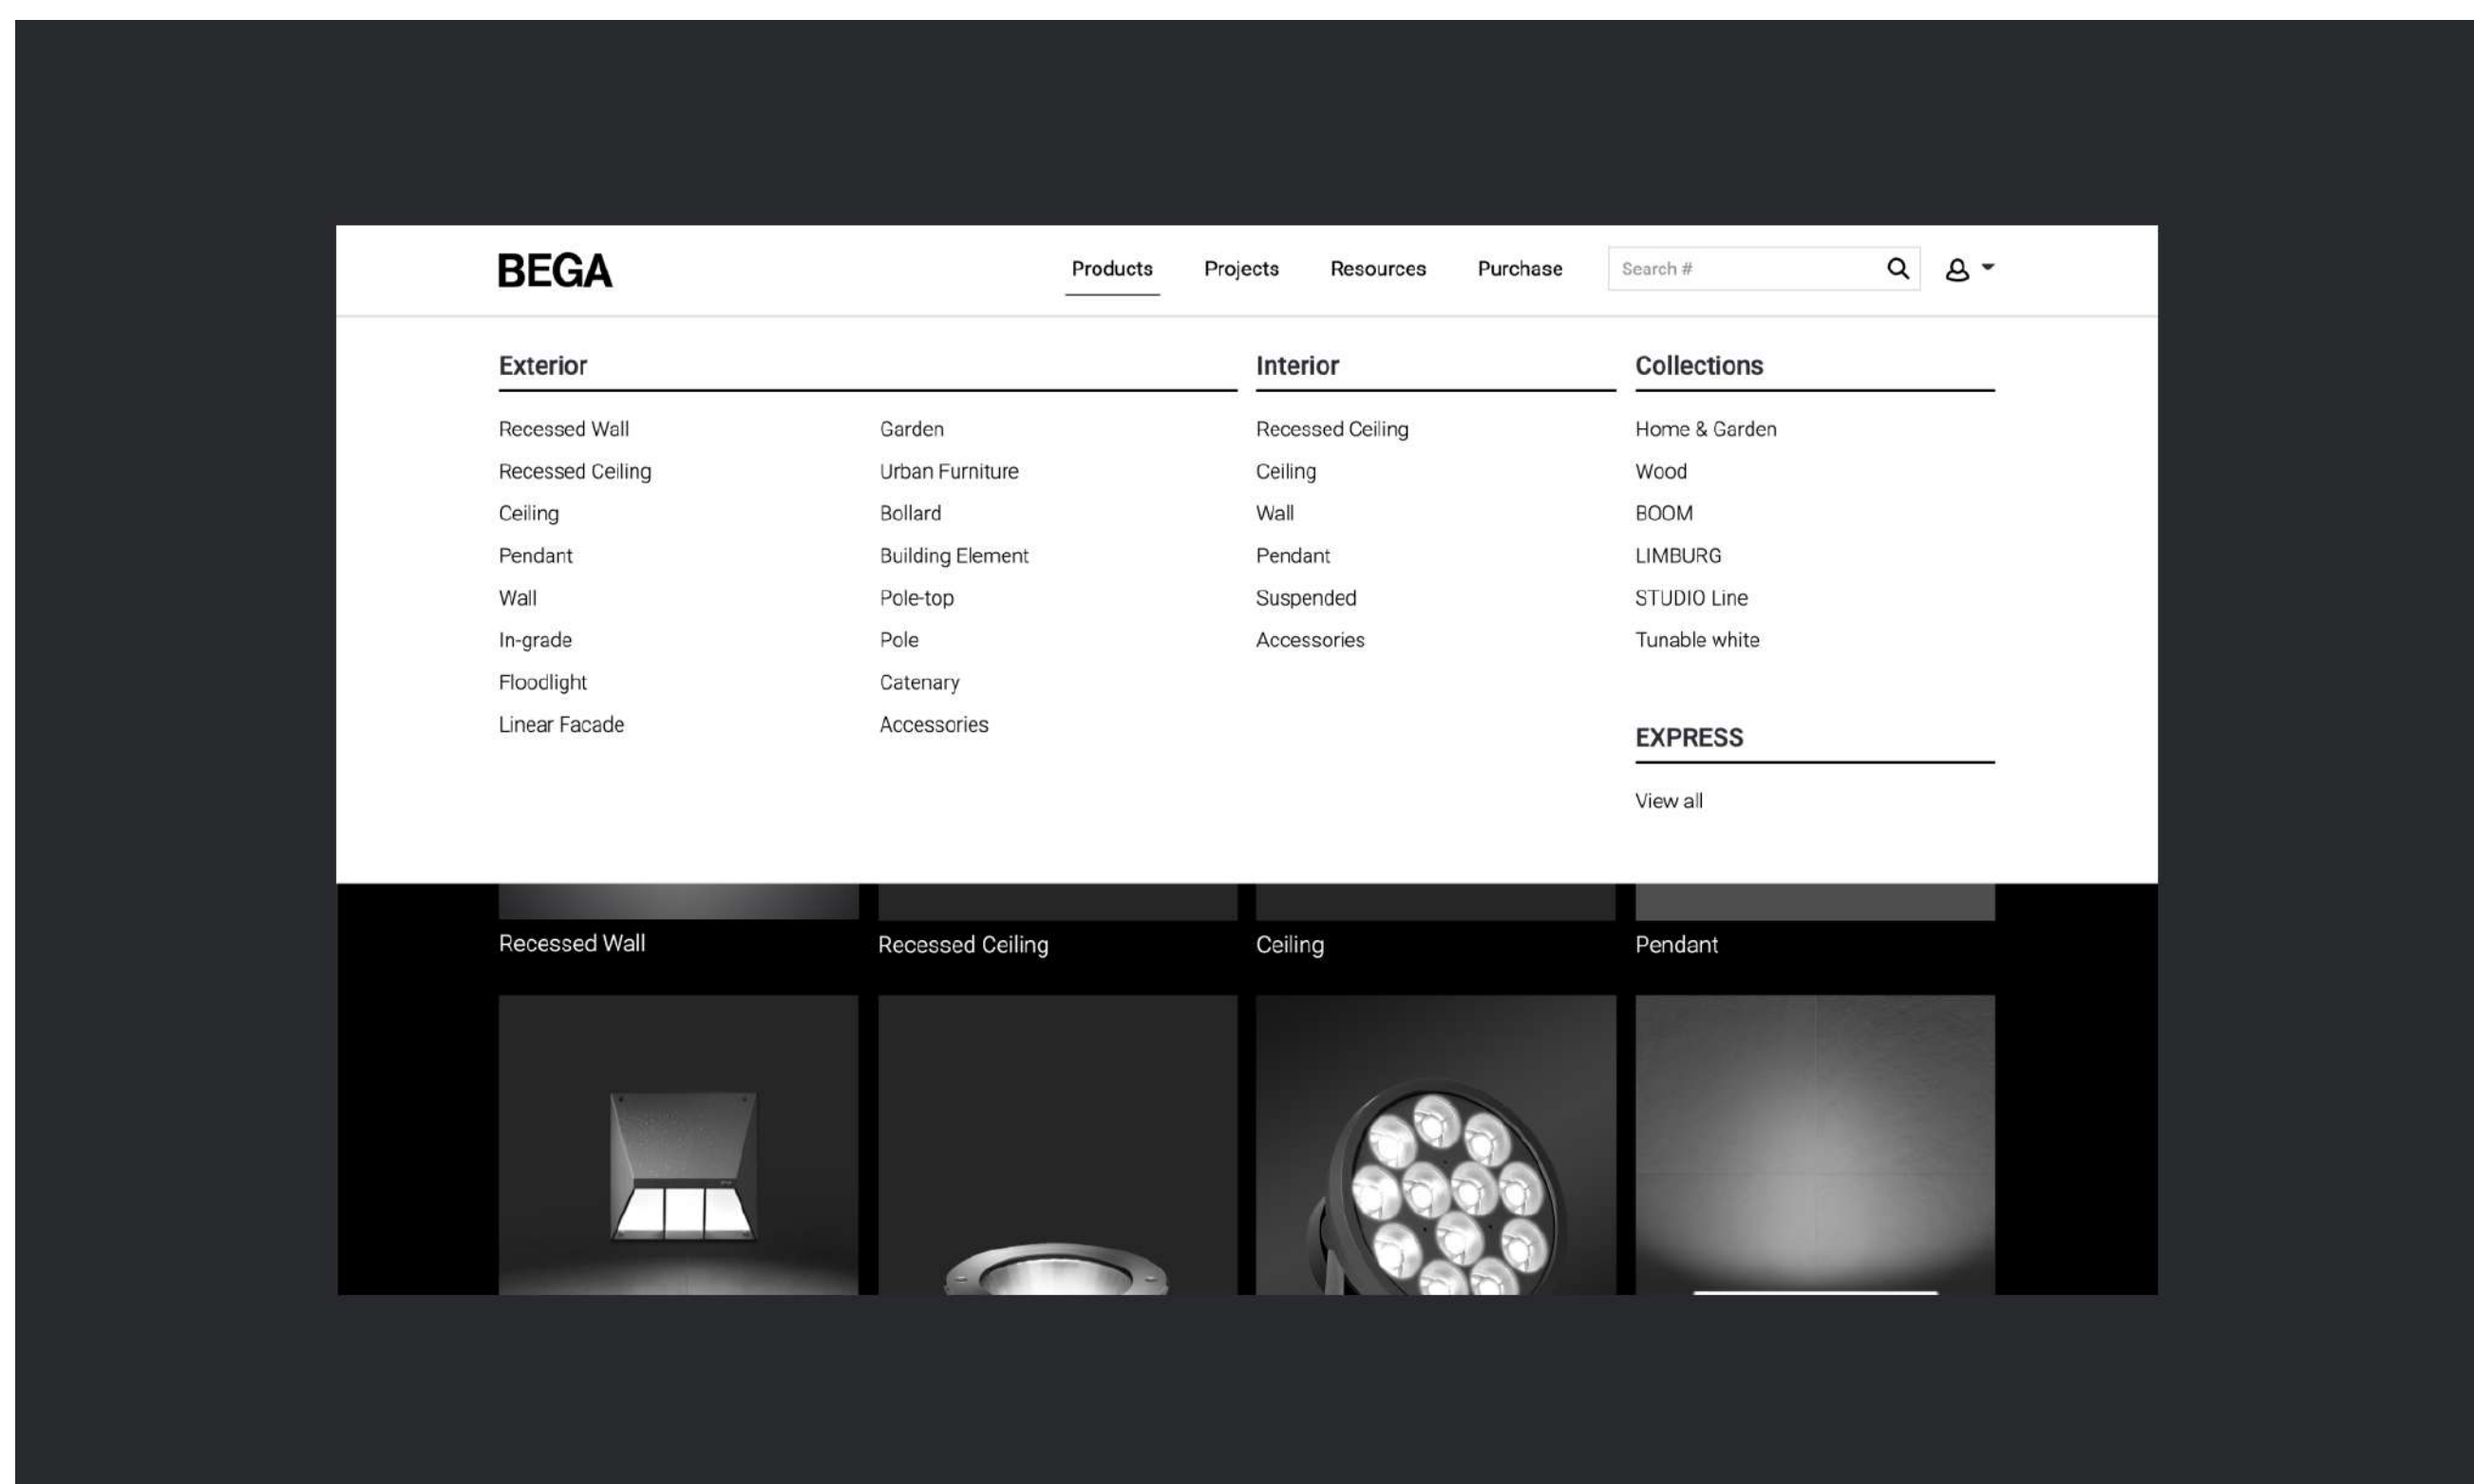 BEGA
Products Projects Resources Purchase Search #
Exterior
Recessed Wall
Recessed Ceiling
Ceiling
Pendant
Wall
In-grade
Floodlight
Linear Facade
Garden
Urban Furniture
Bollard
Building Element
Pole-top
Pole
Catenary
Accessories
Interior
Recessed Ceiling
Ceiling
Wall
Pendant
Suspended
Accessories
Collections
Home & Garden
Wood
BOOM
LIMBURG
STUDIO Line
Tunable white
EXPRESS
View all
Recessed Wall
Recessed Ceiling
Ceiling
Pendant